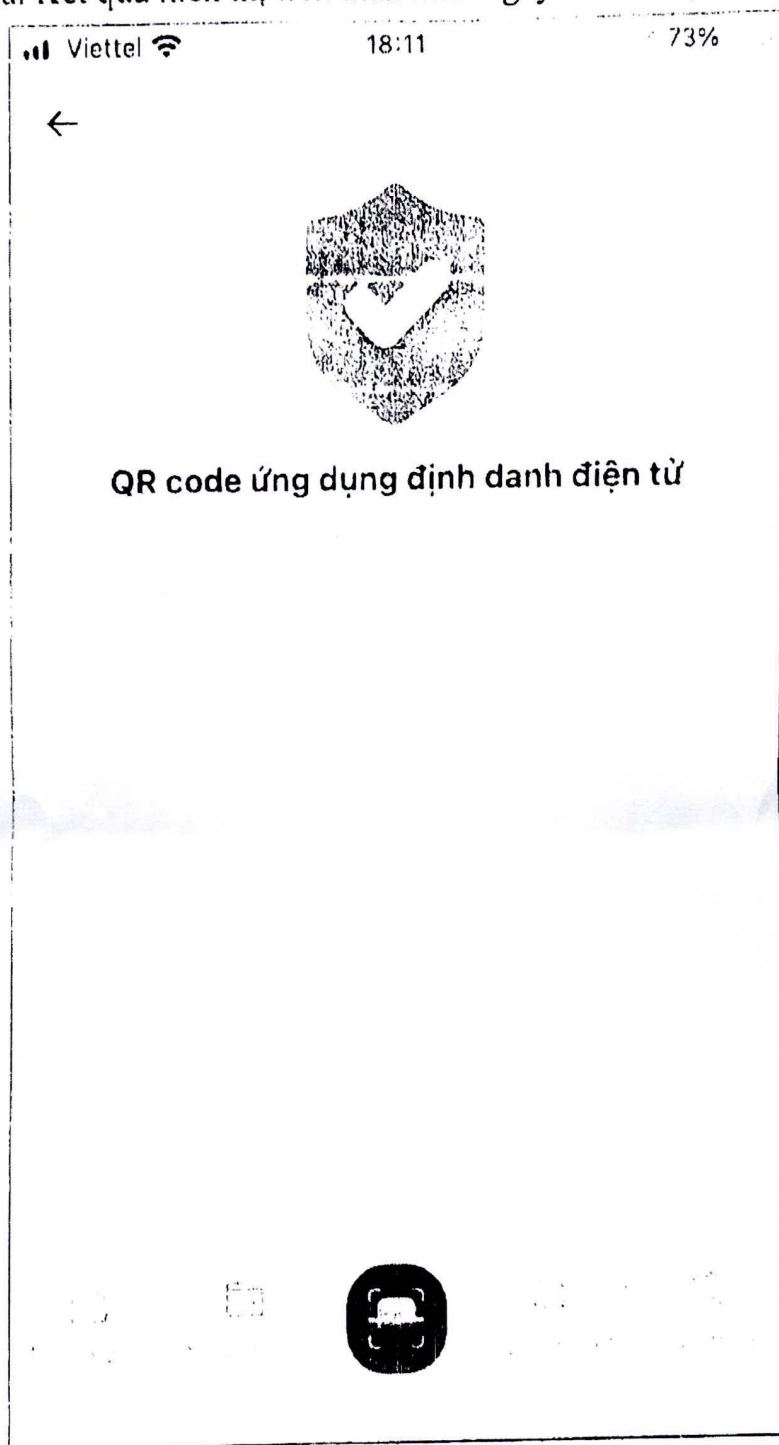 Viettel 18:11 73%
QR code ứng dụng định danh điện tử